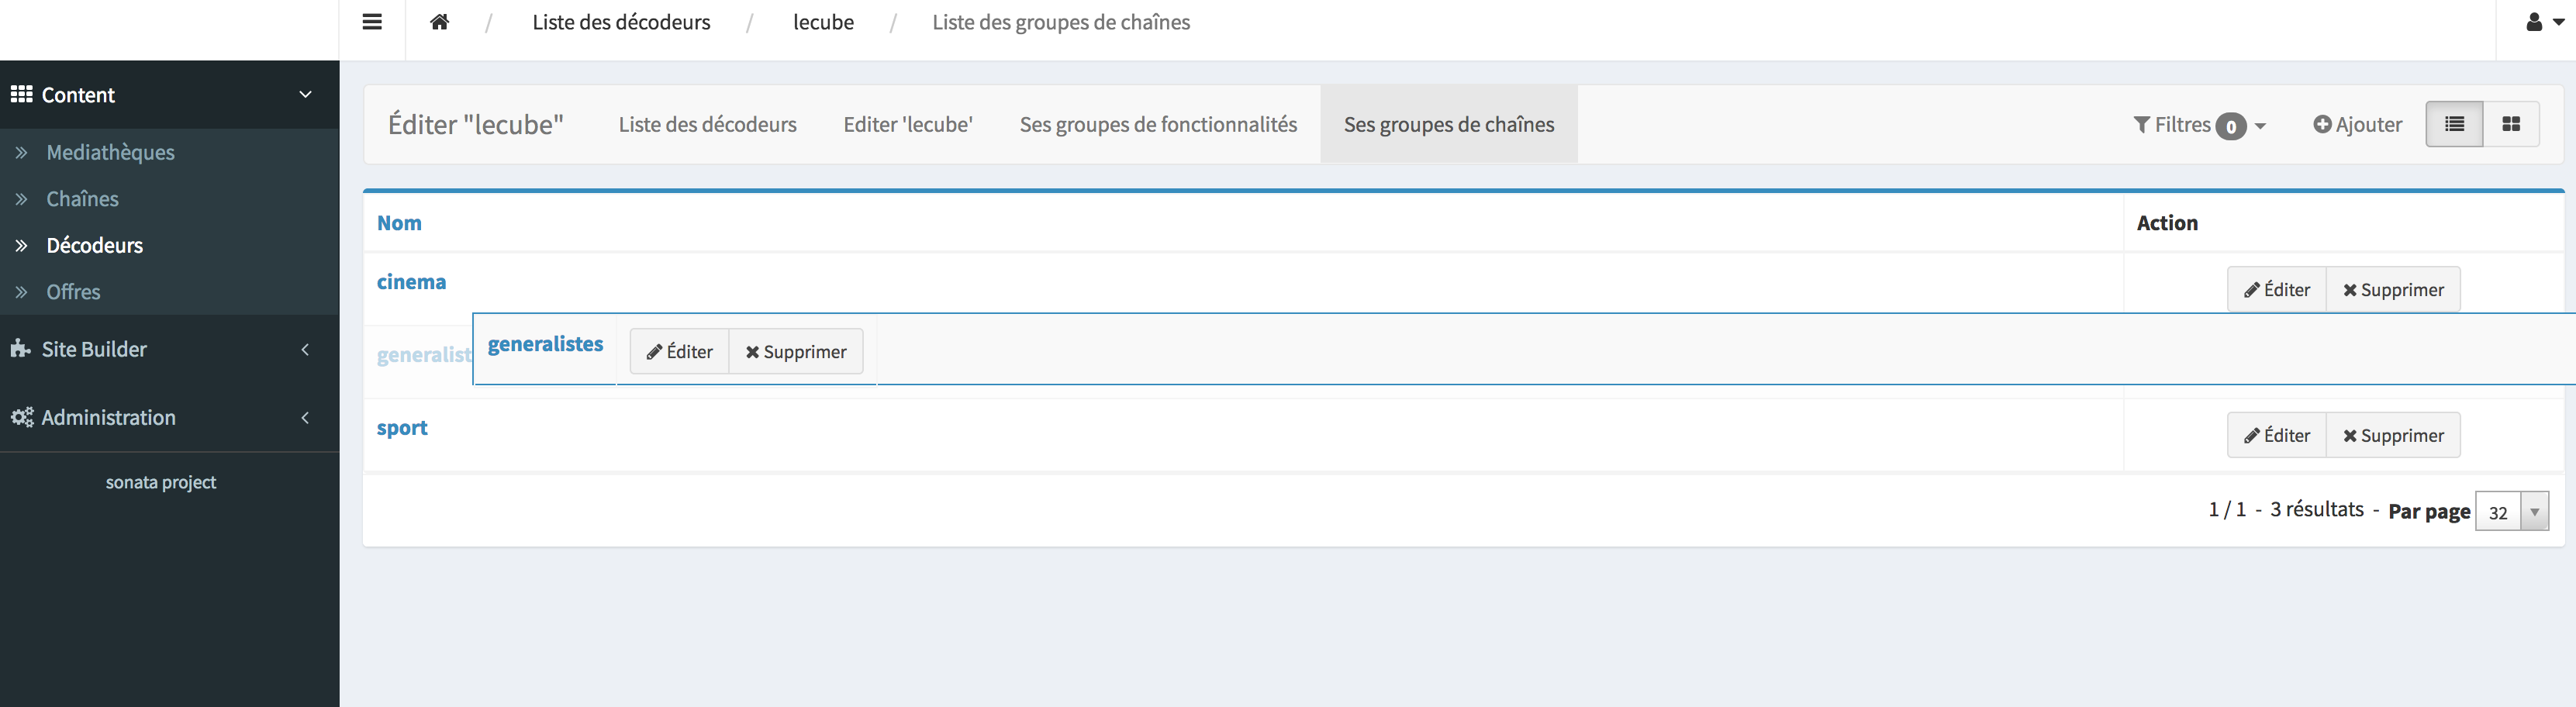 / Liste des décodeurs / lecube / Liste des groupes de chaînes
Content
Mediathèques
Chaînes
Décodeurs
Offres
Site Builder
Administration
sonata project
Éditer "lecube" Liste des décodeurs Editer 'lecube' Ses groupes de fonctionnalités Ses groupes de chaînes Filtres 0 Ajouter
Nom Action
cinema Éditer Supprimer
generalist
generalistes Éditer Supprimer
sport Éditer Supprimer
1 / 1 - 3 résultats - Par page 32